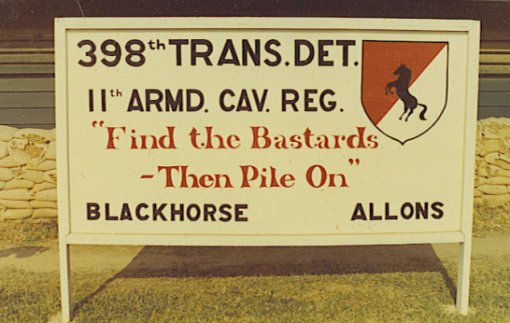 398th TRANS. DET.
11th ARMD. CAV. REG.
"Find the Bastards
-Then Pile On"
BLACKHORSE ALLONS